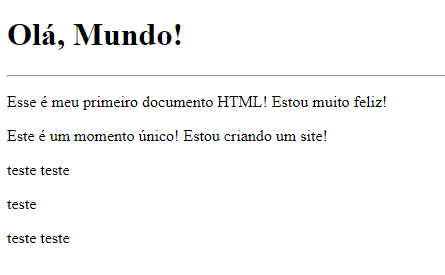 Olá, Mundo!
Esse é meu primeiro documento HTML! Estou muito feliz!
Este é um momento único! Estou criando um site!
teste teste
teste
teste teste